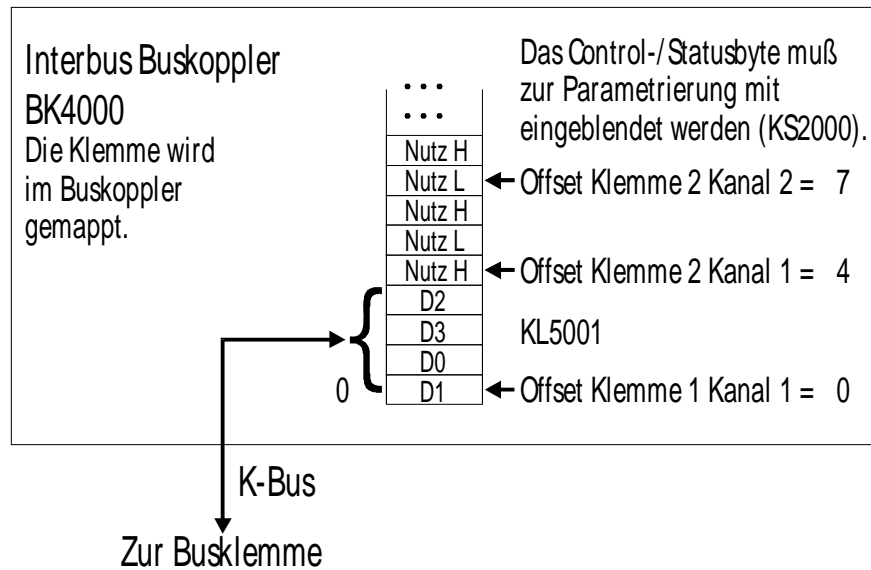 Interbus Buskoppler
BK4000
Die Klemme wird
im Buskoppler
gemappt.
Das Control-/Statusbyte muß
zur Parametrierung mit
eingeblendet werden (KS2000).
...
...
Nutz H
Nutz L
Offset Klemme 2 Kanal 2 = 7
Nutz H
Nutz L
Nutz H
Offset Klemme 2 Kanal 1 = 4
D2
D3
KL5001
D0
0
D1
Offset Klemme 1 Kanal 1 = 0
K-Bus
Zur Busklemme